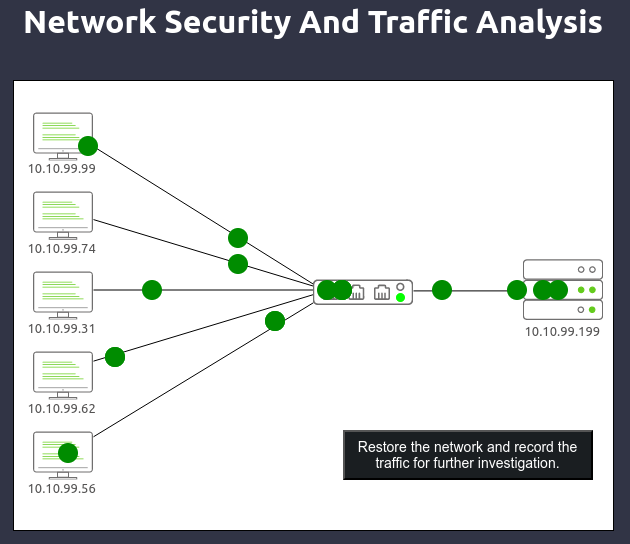 Network Security And Traffic Analysis
10.10.99.99
10.10.99.74
10.10.99.31
10.10.99.62
10.10.99.56
10.10.99.199
Restore the network and record the
traffic for further investigation.